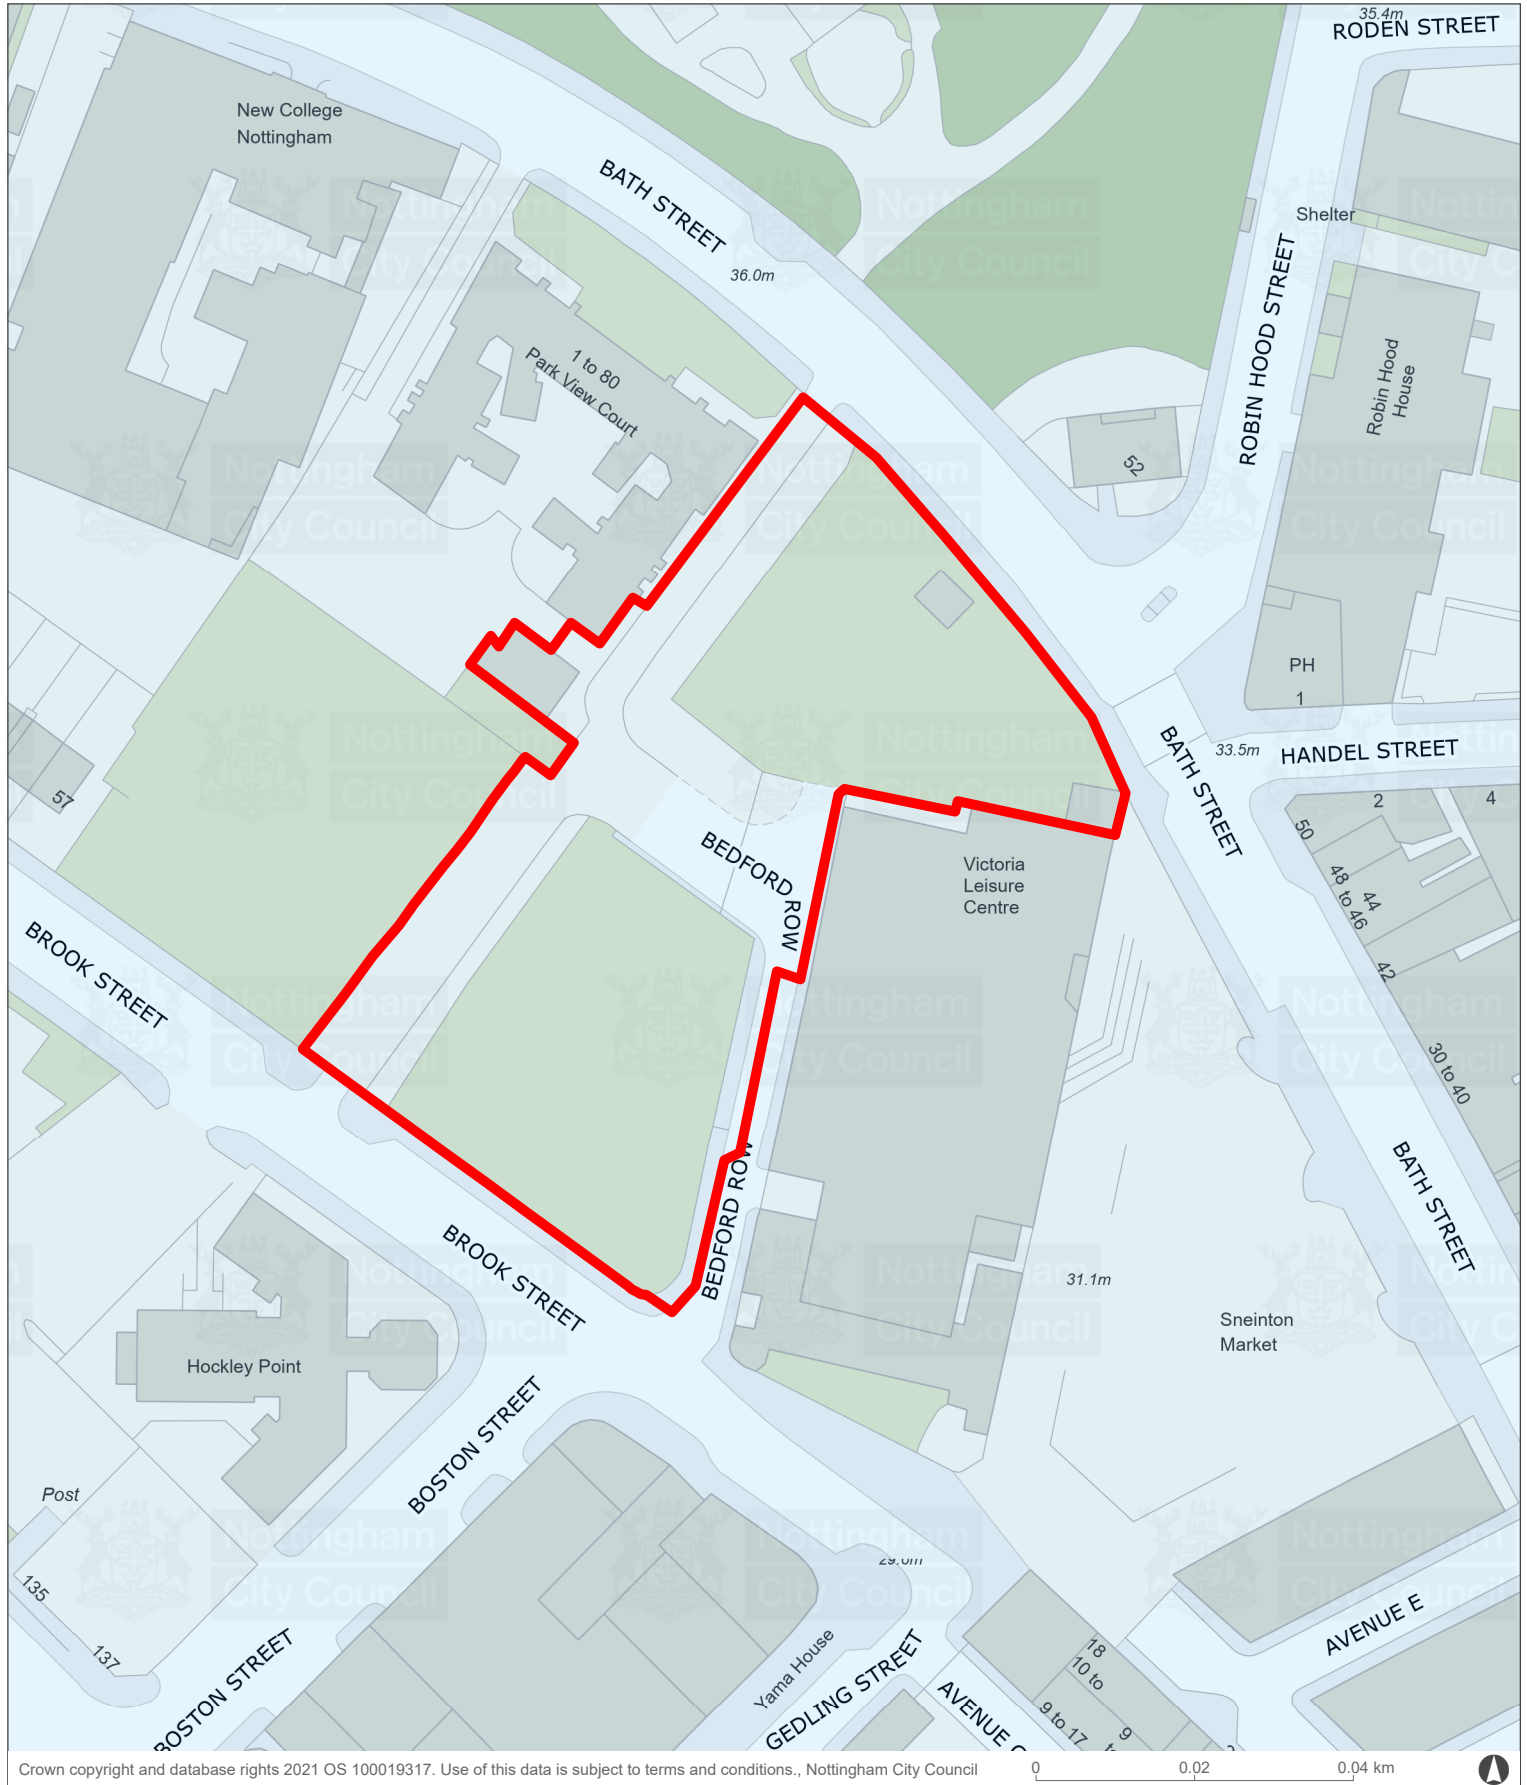 35.4m
RODEN STREET
New College
Nottingham
BATH STREET
36.0m
Shelter
ROBIN HOOD STREET
Robin Hood
House
1 to 80
Park View Court
52
PH
1
33.5m
HANDEL STREET
BATH STREET
2
4
50
48 to 46
44
42
30 to 40
57
BEDFORD ROW
Victoria
Leisure
Centre
BROOK STREET
BEDFORD ROW
BATH STREET
BROOK STREET
31.1m
Sneinton
Market
Hockley Point
BOSTON STREET
Post
135
137
BOSTON STREET
Yama House
GEDLING STREET
AVENUE E
18
10 to
9 to 17
9
AVENUE
Nottingham
City Council
Crown copyright and database rights 2021 OS 100019317. Use of this data is subject to terms and conditions., Nottingham City Council
0 0.02 0.04 km